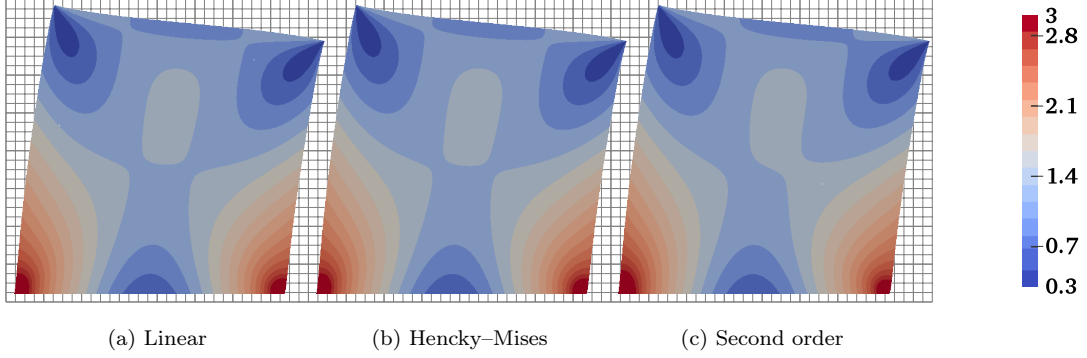 3
2.8
2.1
1.4
0.7
0.3
(a) Linear
(b) Hencky–Mises
(c) Second order